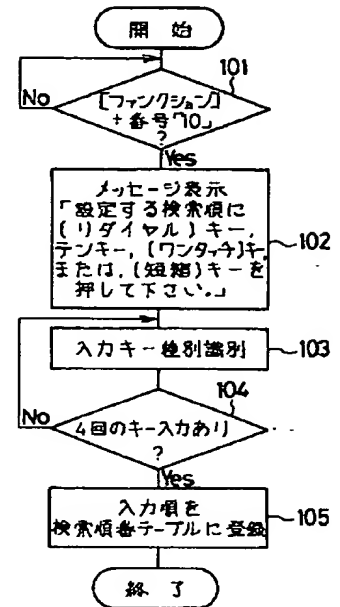 開始
101
[ファンクション]
+番号「10」
?
No
Yes
メッセージ表示
「設定する検索順に
(リダイヤル)キー,
テンキー,(ワンタッチ)キー,
または,(短縮)キーを
押して下さい。」
102
入力キー種別識別
103
104
4回のキー入力あり
?
No
Yes
入力順を
検索順番テーブルに登録
105
終了